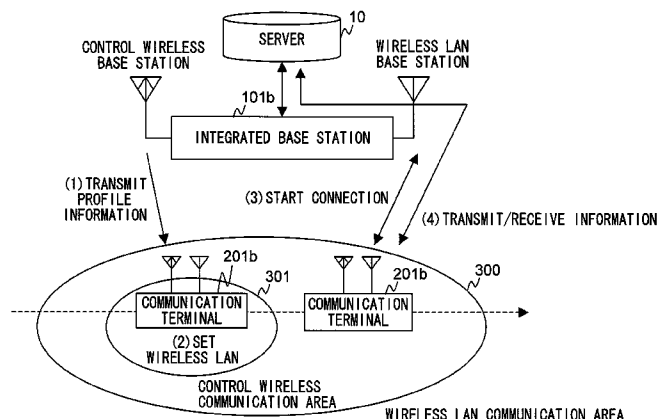 10
SERVER
CONTROL WIRELESS
BASE STATION
WIRELESS LAN
BASE STATION
101b
INTEGRATED BASE STATION
(1) TRANSMIT
PROFILE
INFORMATION
(3) START CONNECTION
(4) TRANSMIT/RECEIVE INFORMATION
201b
301
201b
300
COMMUNICATION
TERMINAL
COMMUNICATION
TERMINAL
(2) SET
WIRELESS LAN
CONTROL WIRELESS
COMMUNICATION AREA
WIRELESS LAN COMMUNICATION AREA